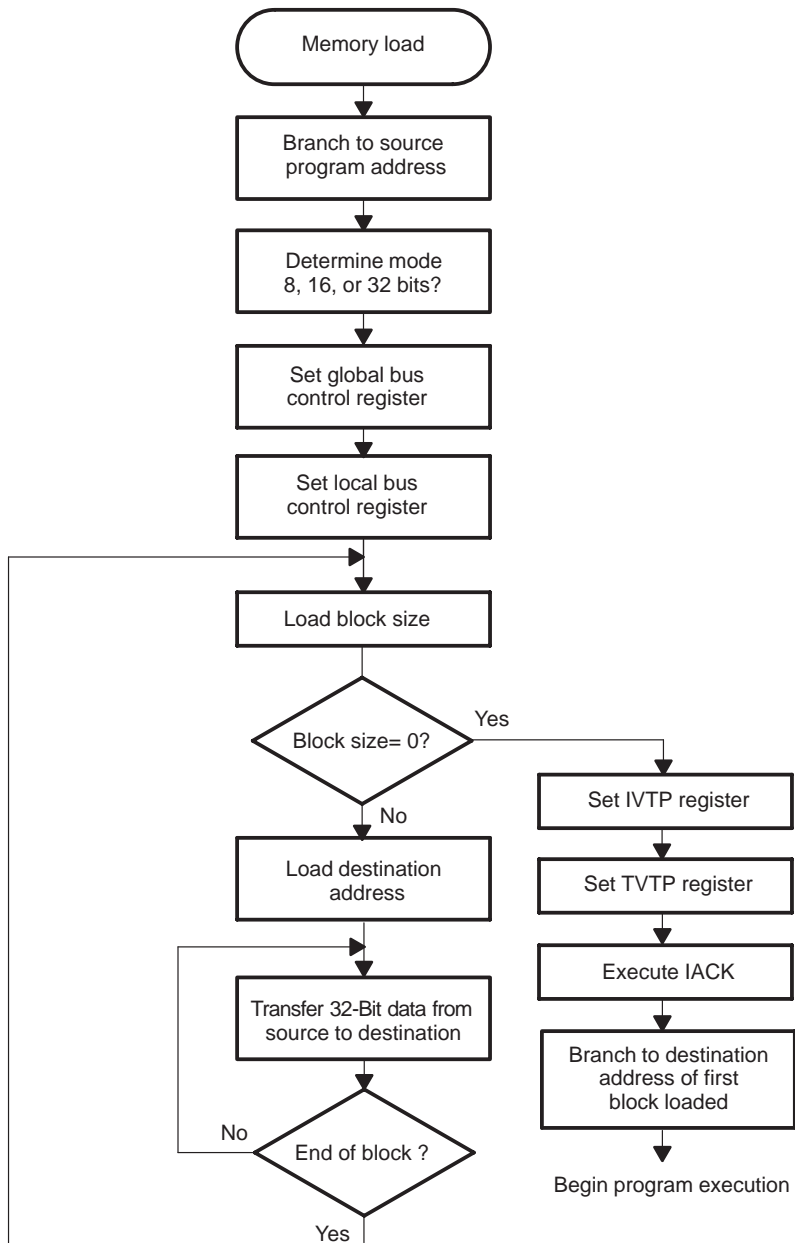 Memory load
Branch to source
program address
Determine mode
8, 16, or 32 bits?
Set global bus
control register
Set local bus
control register
Load block size
Block size= 0?
Yes
No
Set IVTP register
Set TVTP register
Execute IACK
Branch to destination
address of first
block loaded
Begin program execution
Load destination
address
Transfer 32-Bit data from
source to destination
End of block ?
No
Yes